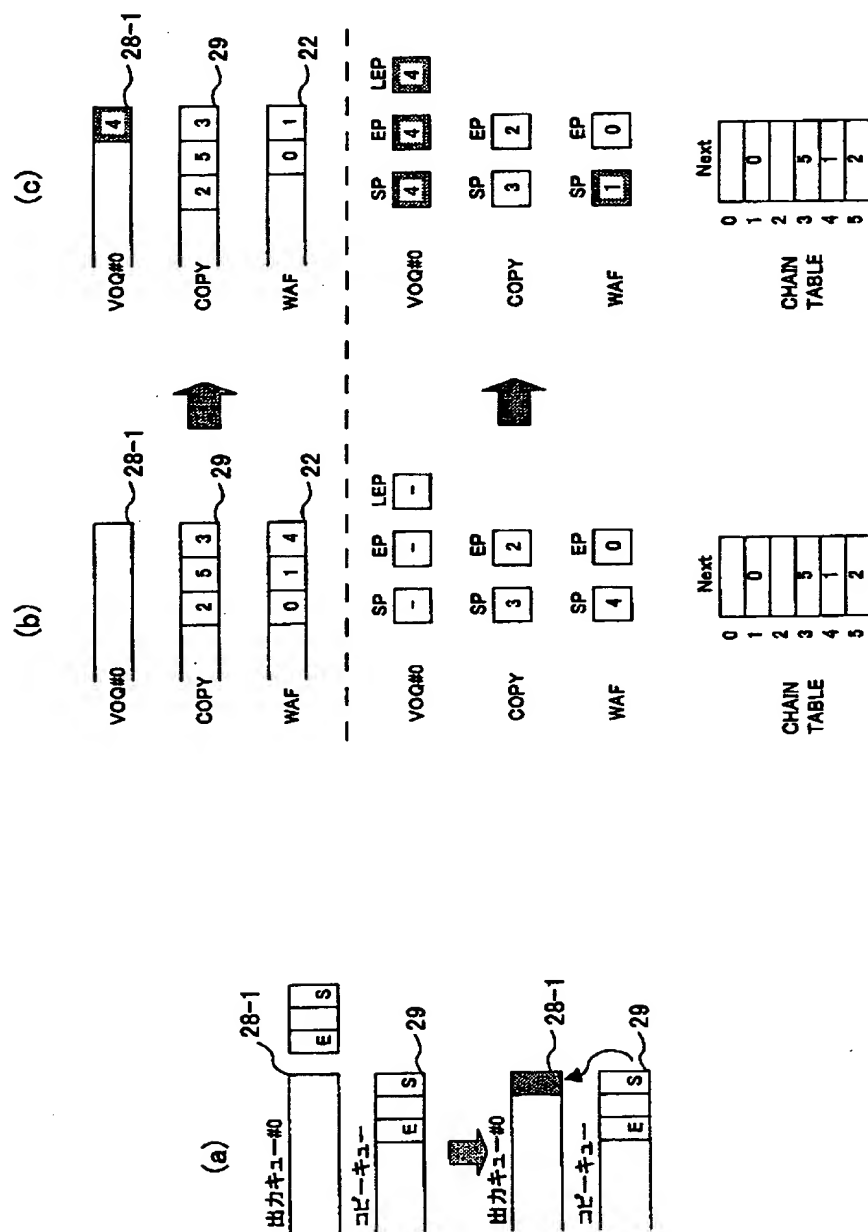 (a)
出力キュー#0
28-1
E S
コピーキュー
29
E S
出力キュー#0
28-1
コピーキュー
29
E S
(b)
VOQ#0
28-1
COPY
2 5 3
29
WAF
0 1 4
22
SP EP LEP
VOQ#0
- - -
SP EP
COPY
3 2
SP EP
WAF
4 0
Next
0
1 0
2
3 5
4 1
5 2
CHAIN
TABLE
(c)
VOQ#0
4
28-1
COPY
2 5 3
29
WAF
0 1
22
SP EP LEP
VOQ#0
4 4 4
SP EP
COPY
3 2
SP EP
WAF
1 0
Next
0
1 0
2
3 5
4 1
5 2
CHAIN
TABLE